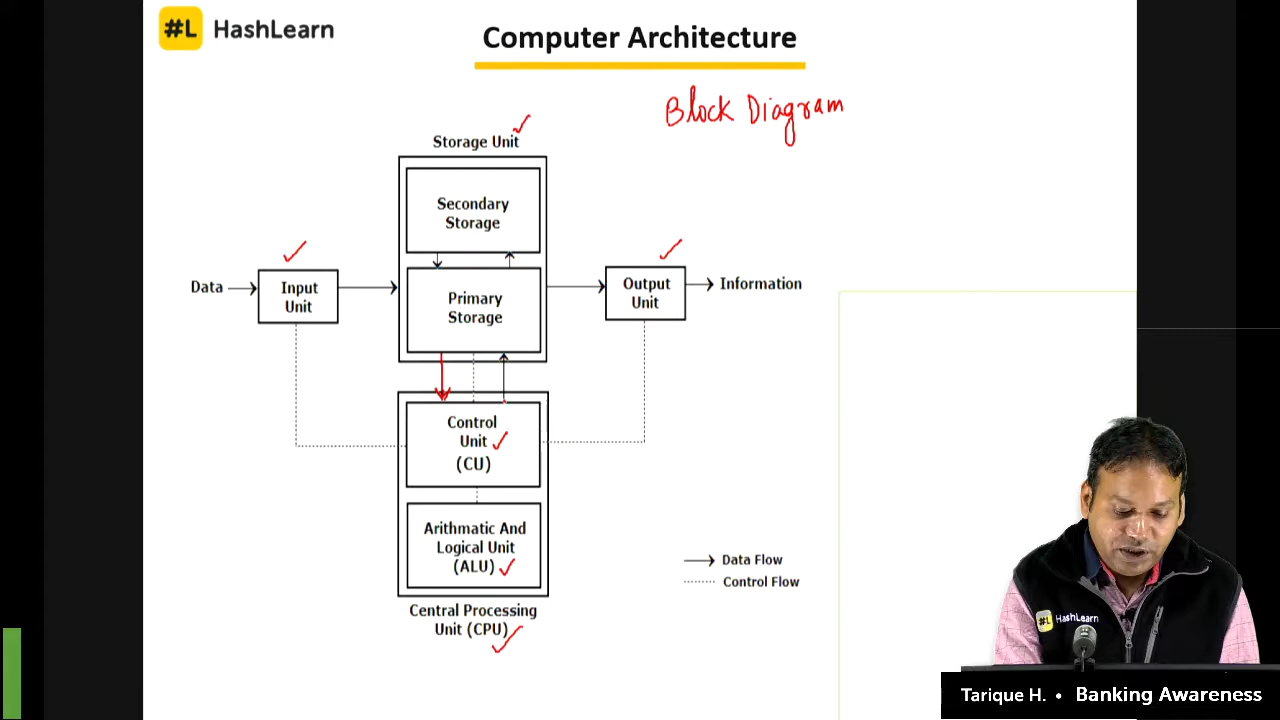 #L HashLearn
Computer Architecture
Block Diagram
Storage Unit
Secondary
Storage
Data
Input
Unit
Primary
Storage
Output
Unit
Information
Control
Unit
(CU)
Arithmatic And
Logical Unit
(ALU)
Data Flow
Control Flow
Central Processing
Unit (CPU)
#L HashLearn
Tarique H. • Banking Awareness